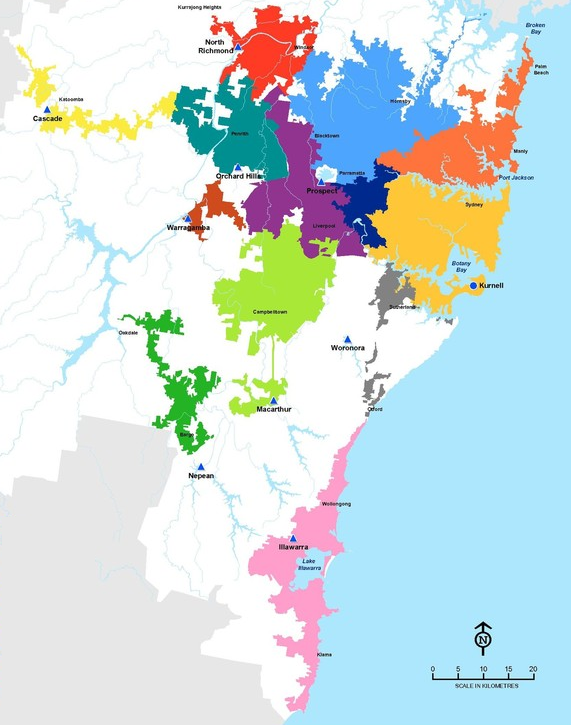 Kurrnjong Heights
Broken
Bay
North
Richmond
Windsor
Palm
Beach
Katoomba
Hornsby
Cascade
Penrith
Blacktown
Manly
Orchard Hills
Parramatta
Port Jackson
Prospect
Sydney
Warragamba
Liverpool
Botany
Bay
Kurnell
Sutherland
Campbelltown
Oakdale
Woronora
Macarthur
Otford
Bargo
Nepean
Wollongong
Illawarra
Lake
Illawarra
N
Kiama
0 5 10 15 20
SCALE IN KILOMETRES